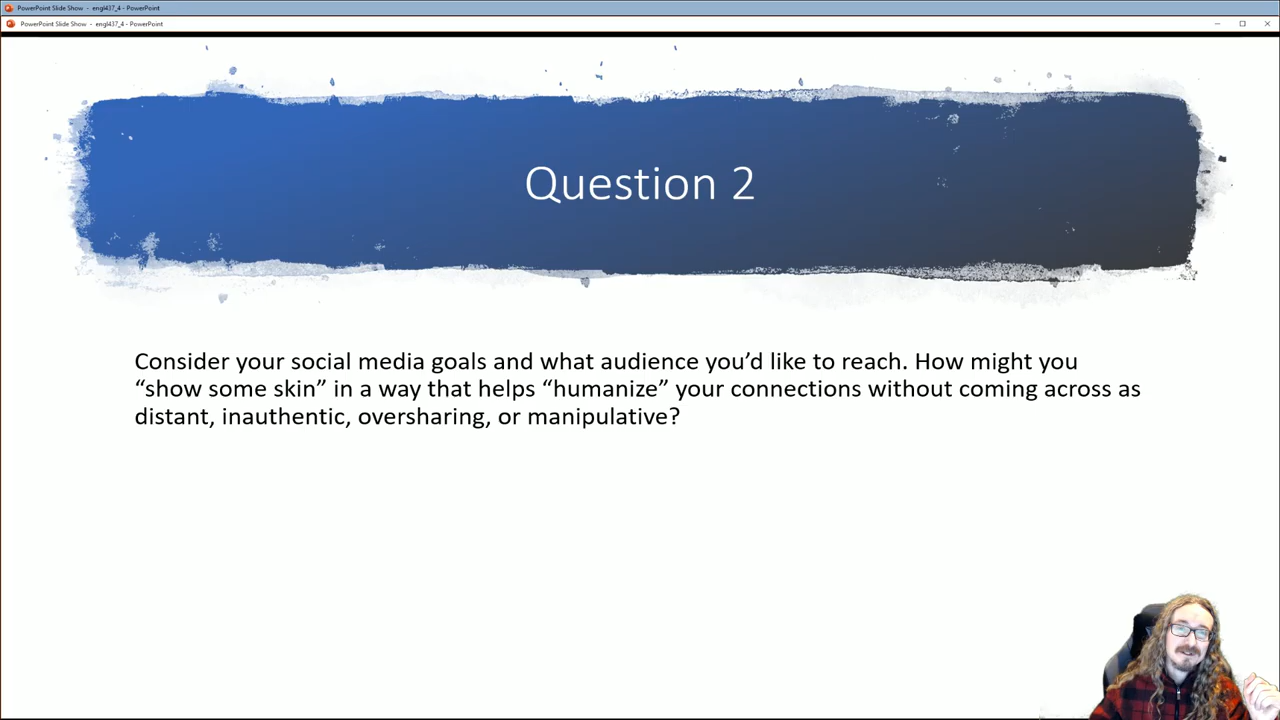 PowerPoint Slide Show - engl437_4 - PowerPoint
PowerPoint Slide Show - engl437_4 - PowerPoint
Question 2
Consider your social media goals and what audience you’d like to reach. How might you
“show some skin” in a way that helps “humanize” your connections without coming across as
distant, inauthentic, oversharing, or manipulative?